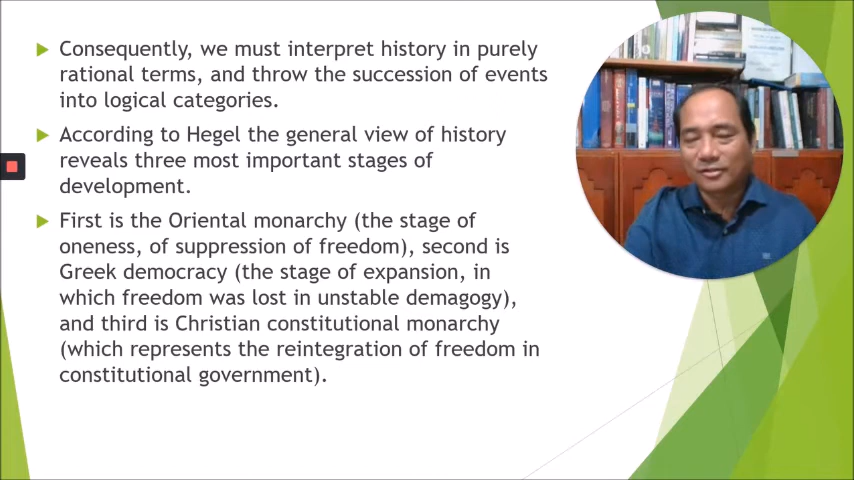 Consequently, we must interpret history in purely
rational terms, and throw the succession of events
into logical categories.
According to Hegel the general view of history
reveals three most important stages of
development.
First is the Oriental monarchy (the stage of
oneness, of suppression of freedom), second is
Greek democracy (the stage of expansion, in
which freedom was lost in unstable demagogy),
and third is Christian constitutional monarchy
(which represents the reintegration of freedom in
constitutional government).